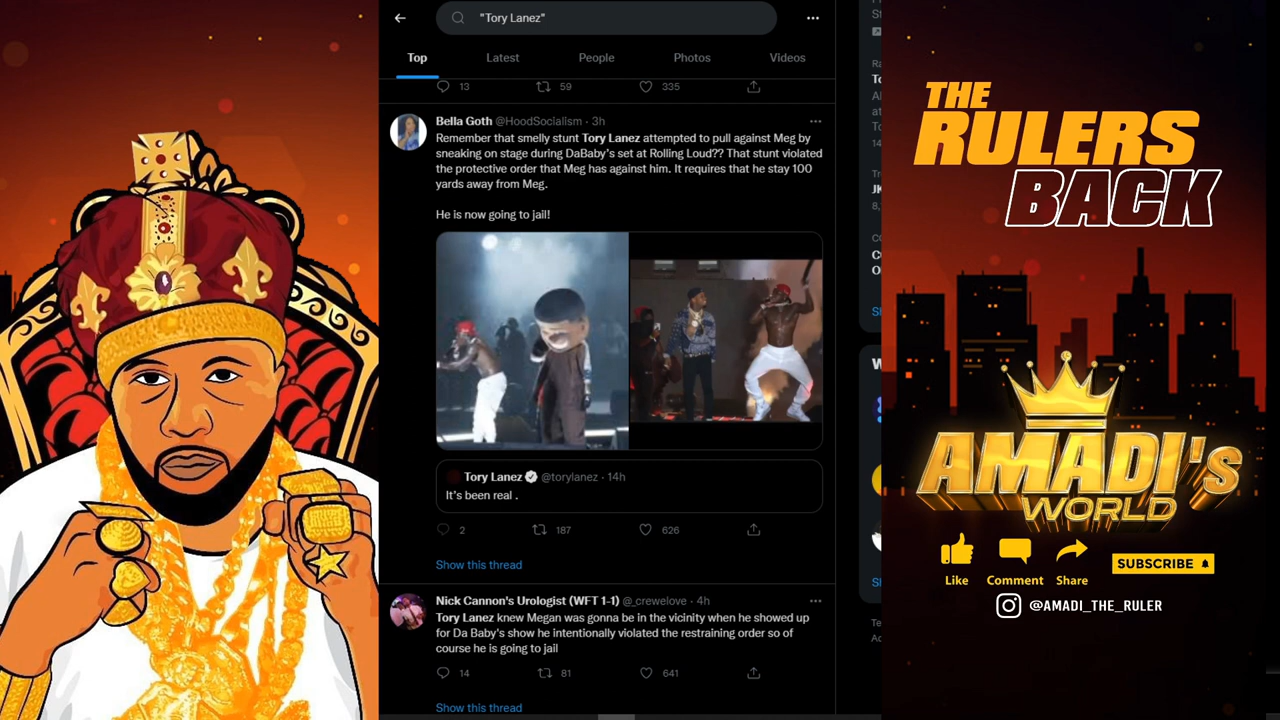 "Tory Lanez"
Top
Latest
People
Photos
Videos
13
59
335
Bella Goth @HoodSocialism · 3h
Remember that smelly stunt Tory Lanez attempted to pull against Meg by
sneaking on stage during DaBaby's set at Rolling Loud?? That stunt violated
the protective order that Meg has against him. It requires that he stay 100
yards away from Meg.
He is now going to jail!
Tory Lanez @torylanez · 14h
It's been real .
2
187
626
Show this thread
Nick Cannon's Urologist (WFT 1-1) @_crewelove · 4h
Tory Lanez knew Megan was gonna be in the vicinity when he showed up
for Da Baby's show he intentionally violated the restraining order so of
course he is going to jail
14
81
641
Show this thread
THE
RULERS
BACK
AMADI's
WORLD
Like
Comment
Share
SUBSCRIBE
@AMADI_THE_RULER